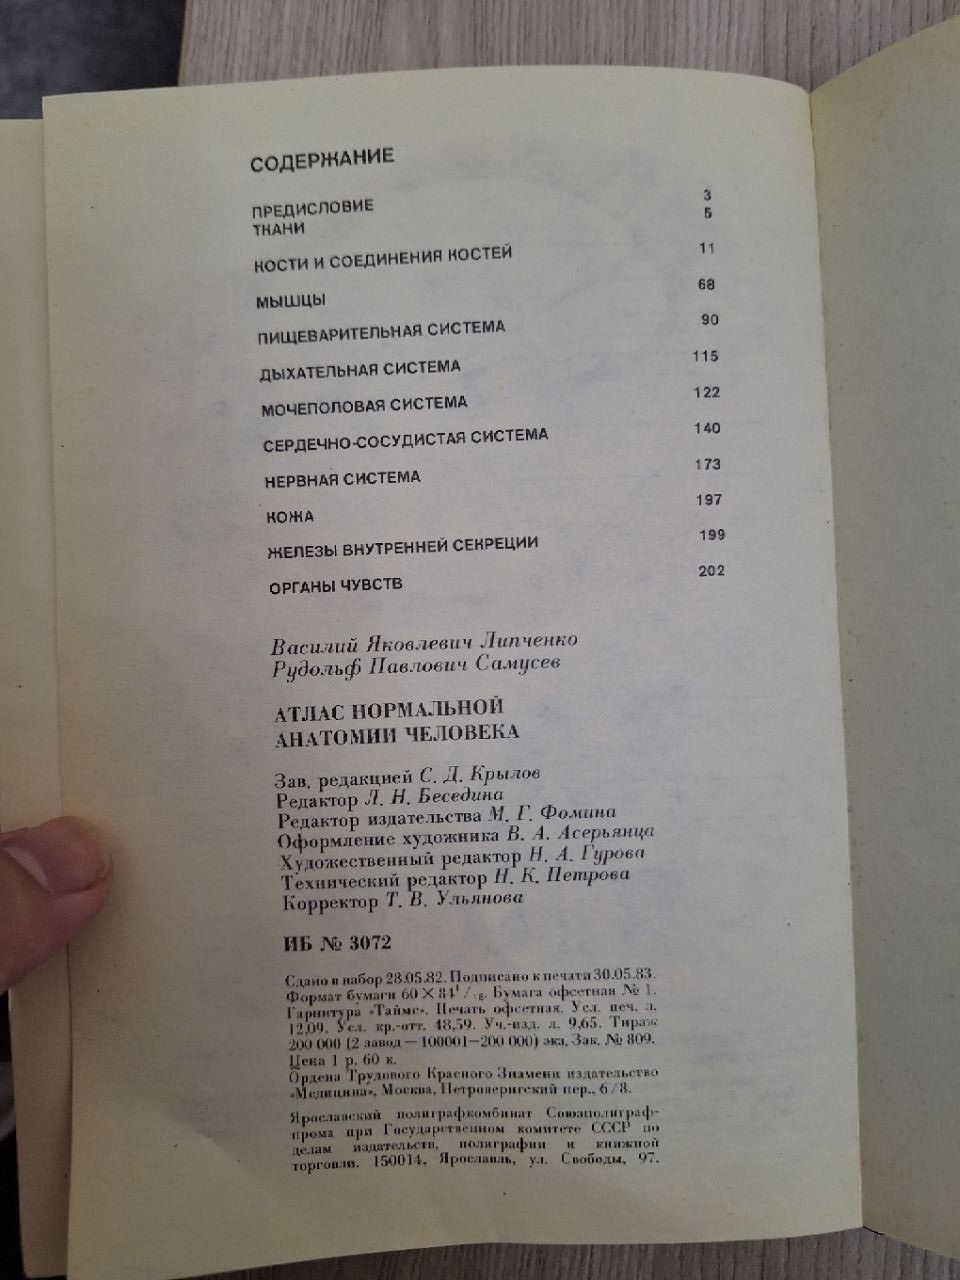 СОДЕРЖАНИЕ
ПРЕДИСЛОВИЕ 3
ТКАНИ 5
КОСТИ И СОЕДИНЕНИЯ КОСТЕЙ 11
МЫШЦЫ 68
ПИЩЕВАРИТЕЛЬНАЯ СИСТЕМА 90
ДЫХАТЕЛЬНАЯ СИСТЕМА 115
МОЧЕПОЛОВАЯ СИСТЕМА 122
СЕРДЕЧНО-СОСУДИСТАЯ СИСТЕМА 140
НЕРВНАЯ СИСТЕМА 173
КОЖА 197
ЖЕЛЕЗЫ ВНУТРЕННЕЙ СЕКРЕЦИИ 199
ОРГАНЫ ЧУВСТВ 202
Василий Яковлевич Липченко
Рудольф Павлович Самусев
АТЛАС НОРМАЛЬНОЙ
АНАТОМИИ ЧЕЛОВЕКА
Зав. редакцией С. Д. Крылов
Редактор Л. Н. Беседина
Редактор издательства М. Г. Фомина
Оформление художника В. А. Асерьянца
Художественный редактор Н. А. Гурова
Технический редактор Н. К. Петрова
Корректор Т. В. Ульянова
ИБ № 3072
Сдано в набор 28.05.82. Подписано к печати 30.05.83.
Формат бумаги 60 × 84¹/₁₆. Бумага офсетная № 1.
Гарнитура «Таймс». Печать офсетная. Усл. печ. л.
12,09. Усл. кр.-отт. 48,59. Уч.-изд. л. 9,65. Тираж
200 000 (2 завод — 100001—200 000) экз. Зак. № 809.
Цена 1 р. 60 к.
Ордена Трудового Красного Знамени издательство
«Медицина», Москва, Петроверигский пер., 6/8.
Ярославский полиграфкомбинат Союзполиграф-
прома при Государственном комитете СССР по
делам издательств, полиграфии и книжной
торговли. 150014, Ярославль, ул. Свободы, 97.